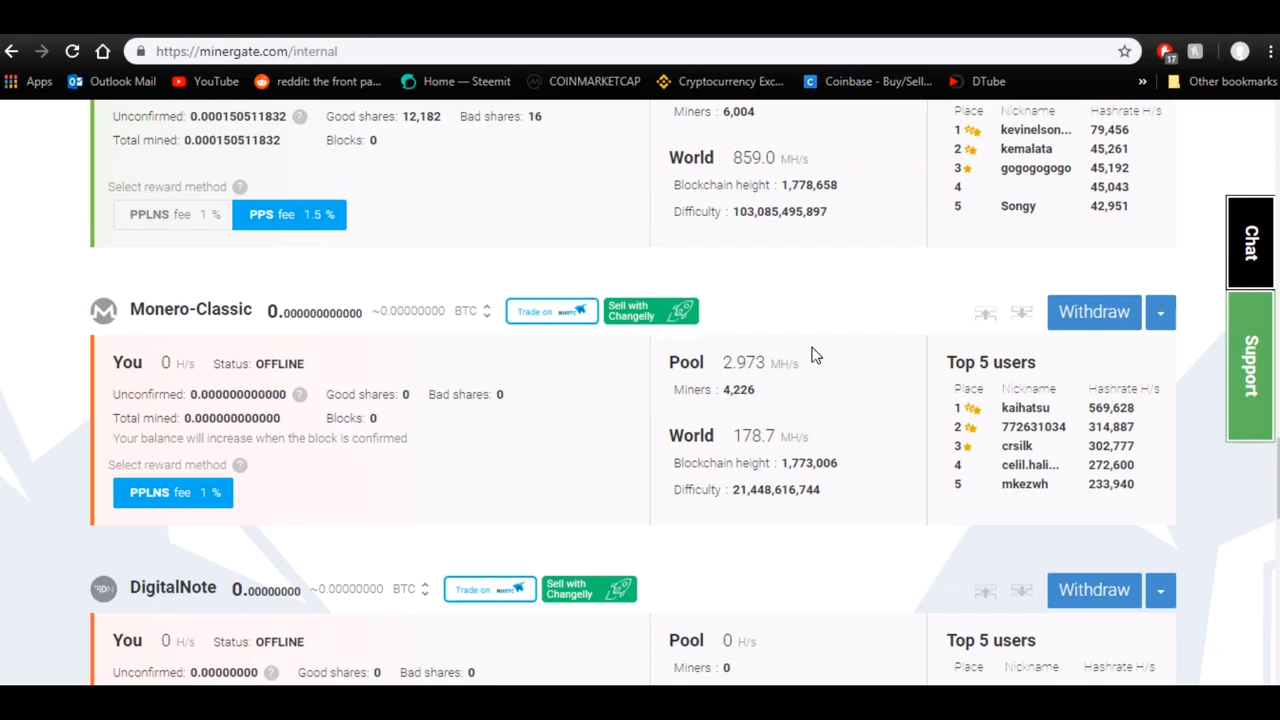 https://minergate.com/internal
17
Apps Outlook Mail YouTube reddit: the front pa... Home — Steemit COINMARKETCAP Cryptocurrency Exc... Coinbase - Buy/Sell... DTube » Other bookmarks
Unconfirmed: 0.000150511832 ? Good shares: 12,182 Bad shares: 16
Total mined: 0.000150511832 Blocks: 0
Select reward method ?
PPLNS fee 1 % PPS fee 1.5 %
Miners : 6,004
World 859.0 MH/s
Blockchain height : 1,778,658
Difficulty : 103,085,495,897
Place Nickname Hashrate H/s
1 kevinelson... 79,456
2 kemalata 45,261
3 gogogogogo 45,192
4 45,043
5 Songy 42,951
Chat
Support
Monero-Classic 0.000000000000 ~0.00000000 BTC Trade on Sell with Changelly Withdraw
You 0 H/s Status: OFFLINE
Unconfirmed: 0.000000000000 ? Good shares: 0 Bad shares: 0
Total mined: 0.000000000000 Blocks: 0
Your balance will increase when the block is confirmed
Select reward method ?
PPLNS fee 1 %
Pool 2.973 MH/s
Miners : 4,226
World 178.7 MH/s
Blockchain height : 1,773,006
Difficulty : 21,448,616,744
Top 5 users
Place Nickname Hashrate H/s
1 kaihatsu 569,628
2 772631034 314,887
3 crsilk 302,777
4 celil.hali... 272,600
5 mkezwh 233,940
DigitalNote 0.00000000 ~0.00000000 BTC Trade on Sell with Changelly Withdraw
You 0 H/s Status: OFFLINE
Unconfirmed: 0.00000000 ? Good shares: 0 Bad shares: 0
Pool 0 H/s
Miners : 0
Top 5 users
Place Nickname Hashrate H/s